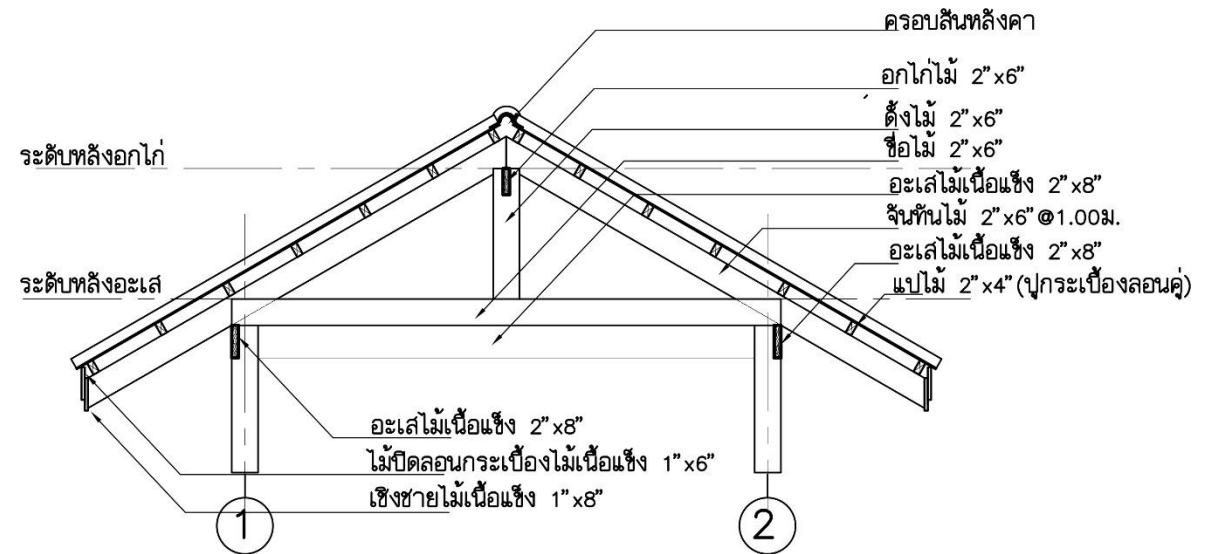 ครอบสันหลังคา
อกไก่ไม้ 2"x6"
ดั้งไม้ 2"x6"
ขื่อไม้ 2"x6"
อะเสไม้เนื้อแข็ง 2"x8"
จันทันไม้ 2"x6"@1.00ม.
อะเสไม้เนื้อแข็ง 2"x8"
แปไม้ 2"x4"(ปูกระเบื้องลอนคู่)
ระดับหลังอกไก่
ระดับหลังอะเส
อะเสไม้เนื้อแข็ง 2"x8"
ไม้ปิดลอนกระเบื้องไม้เนื้อแข็ง 1"x6"
เชิงชายไม้เนื้อแข็ง 1"x8"
1
2